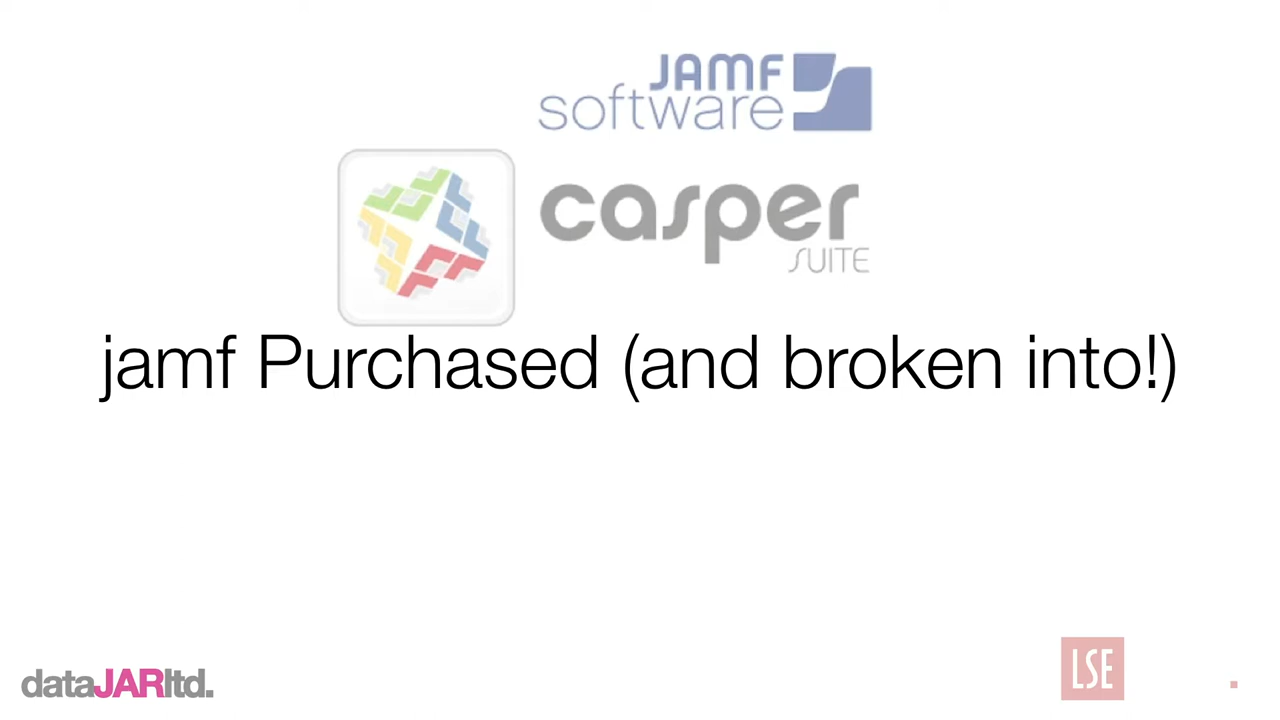 JAMF
software
casper
SUITE
jamf Purchased (and broken into!)
dataJARltd.
LSE